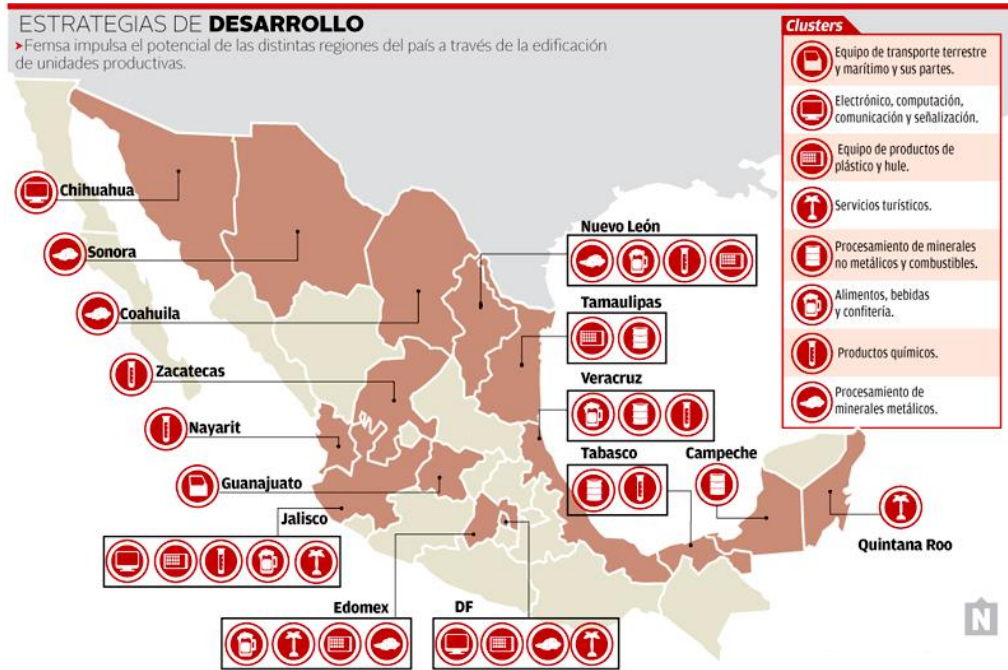 ESTRATEGIAS DE DESARROLLO
Femsa impulsa el potencial de las distintas regiones del país a través de la edificación
de unidades productivas.
Clusters
Equipo de transporte terrestre
y marítimo y sus partes.
Electrónico, computación,
comunicación y señalización.
Equipo de productos de
plástico y hule.
Servicios turísticos.
Procesamiento de minerales
no metálicos y combustibles.
Alimentos, bebidas
y confitería.
Productos químicos.
Procesamiento de
minerales metálicos.
Chihuahua
Sonora
Coahuila
Zacatecas
Nayarit
Guanajuato
Jalisco
Edomex
DF
Nuevo León
Tamaulipas
Veracruz
Tabasco
Campeche
Quintana Roo
N